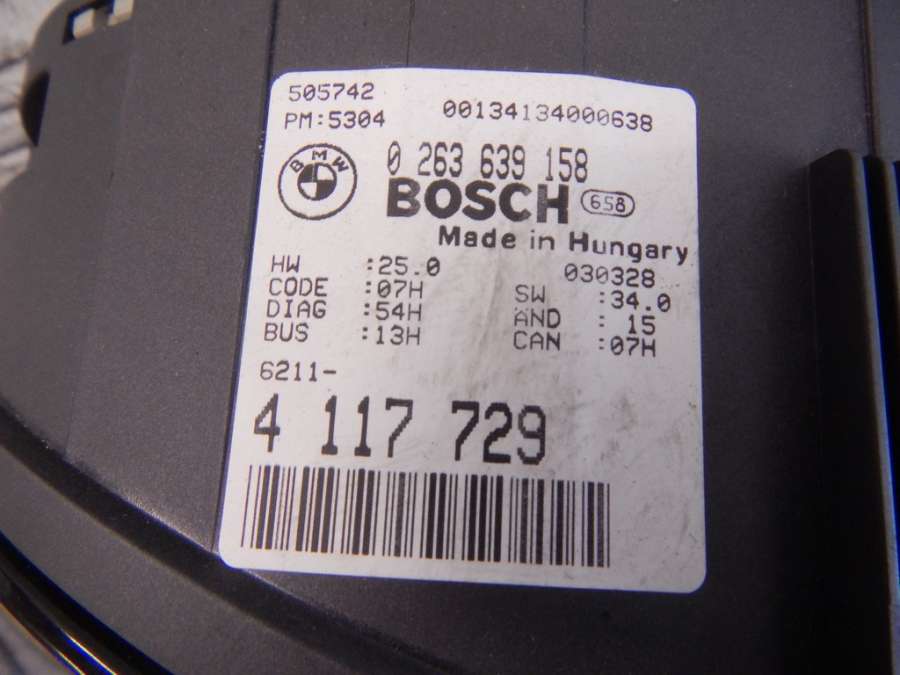 505742
PM:5304 00134134000638
BMW 0 263 639 158
BOSCH 658
Made in Hungary
HW :25.0 030328
CODE :07H SW :34.0
DIAG :54H AND : 15
BUS :13H CAN :07H
6211-
4 117 729